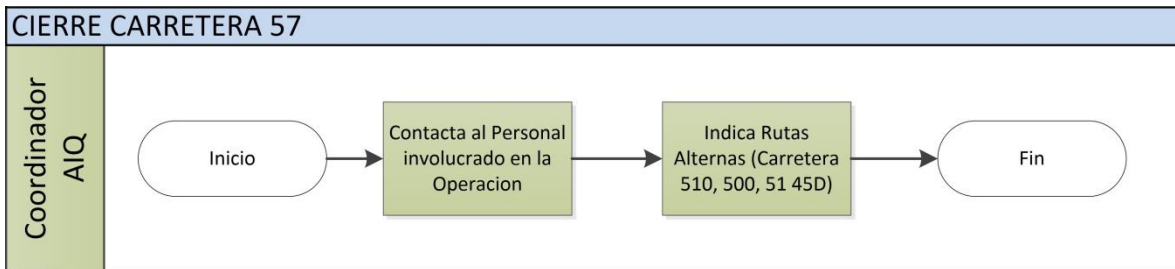 CIERRE CARRETERA 57
Coordinador
AIQ
Inicio
Contacta al Personal
involucrado en la
Operacion
Indica Rutas
Alternas (Carretera
510, 500, 51 45D)
Fin